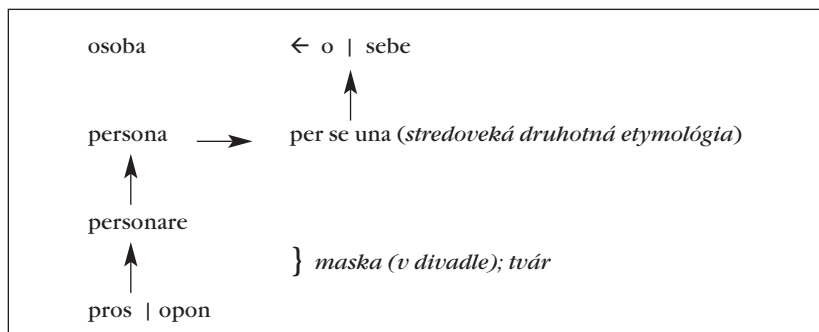 osoba ← o | sebe
persona → per se una (stredoveká druhotná etymológia)
personare
} maska (v divadle); tvár
pros | opon